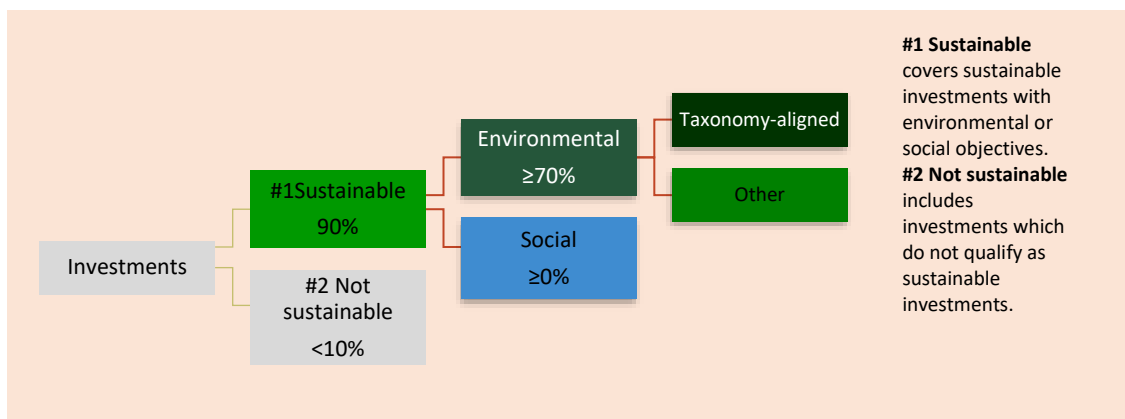 Investments
#1Sustainable
90%
#2 Not
sustainable
<10%
Environmental
≥70%
Social
≥0%
Taxonomy-aligned
Other
#1 Sustainable
covers sustainable
investments with
environmental or
social objectives.
#2 Not sustainable
includes
investments which
do not qualify as
sustainable
investments.